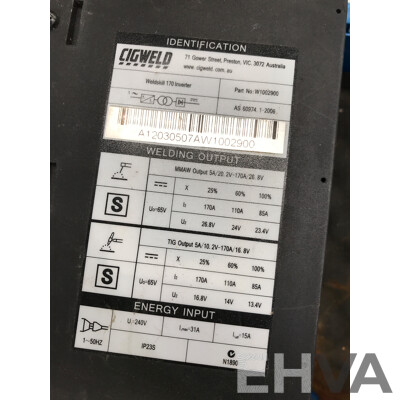 IDENTIFICATION
CIGWELD
71 Gower Street, Preston, VIC. 3072 Australia
www.cigweld.com.au
Weldskill 170 Inverter
Part No: W1002900
AS 60974.1-2006
A12030507AW1002900
WELDING OUTPUT
MMAW Output 5A/20.2V-170A/26.8V
X 25% 60% 100%
I₂ 170A 110A 85A
S U₀=65V U₂ 26.8V 24V 23.4V
TIG Output 5A/10.2V-170A/16.8V
X 25% 60% 100%
I₂ 170A 110A 85A
S U₀=65V U₂ 16.8V 14V 13.4V
ENERGY INPUT
U₁=240V I₁max=31A I₁eff=15A
1~50HZ IP23S N1890
EHVA